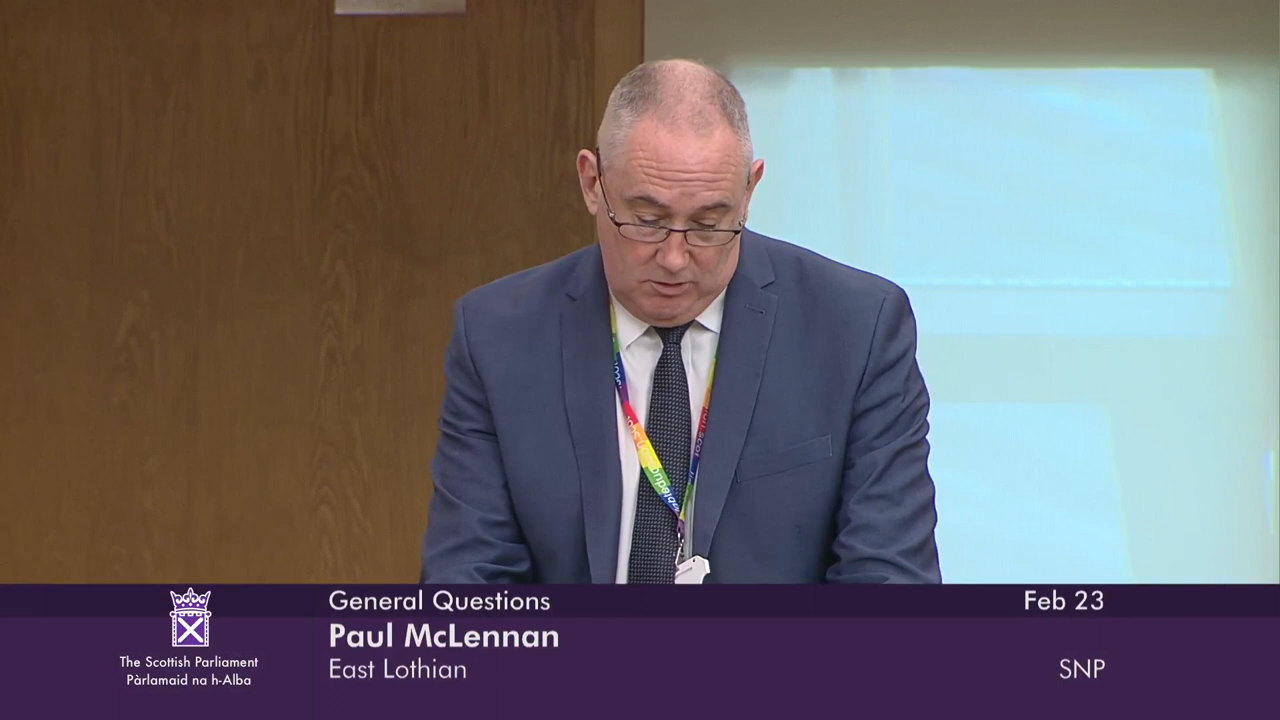 General Questions
Feb 23
Paul McLennan
East Lothian
SNP
The Scottish Parliament
Pàrlamaid na h-Alba